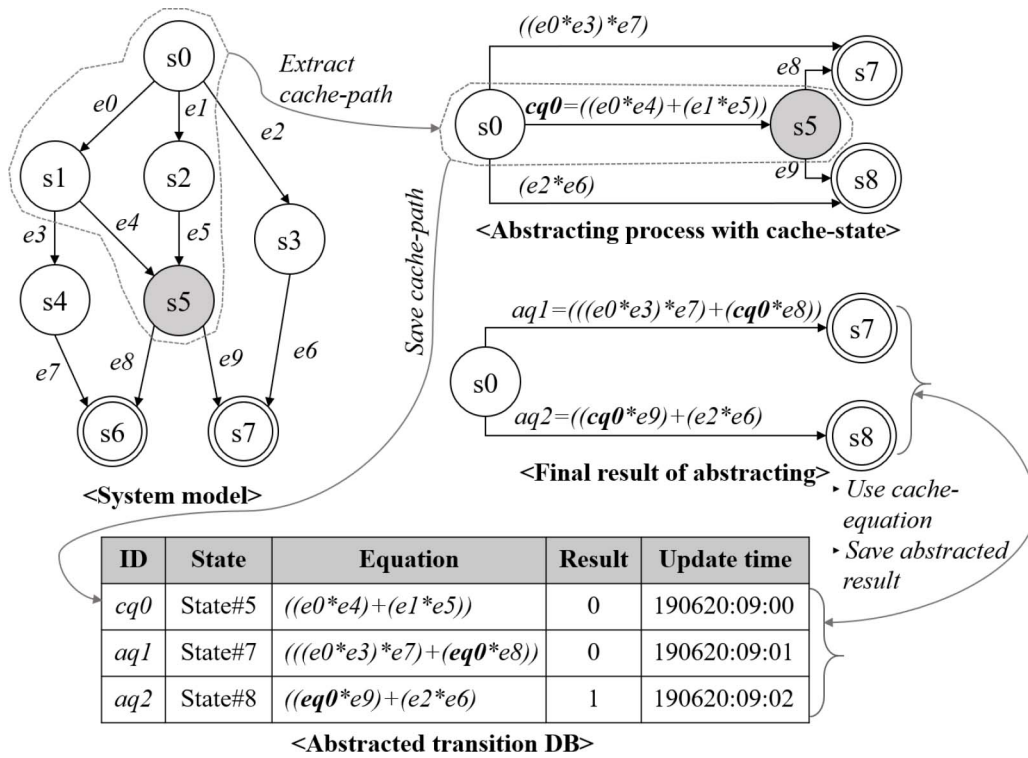 s0
e0
e1
e2
s1
s2
s3
e3
e4
e5
s4
s5
e6
e7
e8
e9
s6
s7
<System model>
Extract
cache-path
Save cache-path
((e0*e3)*e7)
e8
s7
s0
cq0=((e0*e4)+(e1*e5))
s5
(e2*e6)
e9
s8
<Abstracting process with cache-state>
aq1=(((e0*e3)*e7)+(cq0*e8))
s7
s0
aq2=((cq0*e9)+(e2*e6)
s8
<Final result of abstracting>
‣ Use cache-
equation
‣ Save abstracted
result
ID State Equation Result Update time
cq0 State#5 ((e0*e4)+(e1*e5)) 0 190620:09:00
aq1 State#7 (((e0*e3)*e7)+(eq0*e8)) 0 190620:09:01
aq2 State#8 ((eq0*e9)+(e2*e6) 1 190620:09:02
<Abstracted transition DB>